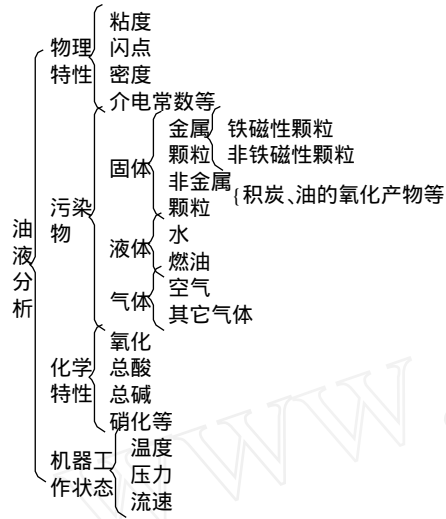 粘度
物理
闪点
特性
密度
介电常数等
金属
铁磁性颗粒
颗粒
非铁磁性颗粒
固体
非金属
{积炭、油的氧化产物等
颗粒
污染
物
水
液体
燃油
空气
气体
其它气体
油
液
分
析
氧化
化学
总酸
特性
总碱
硝化等
温度
机器工
压力
作状态
流速
WWW.